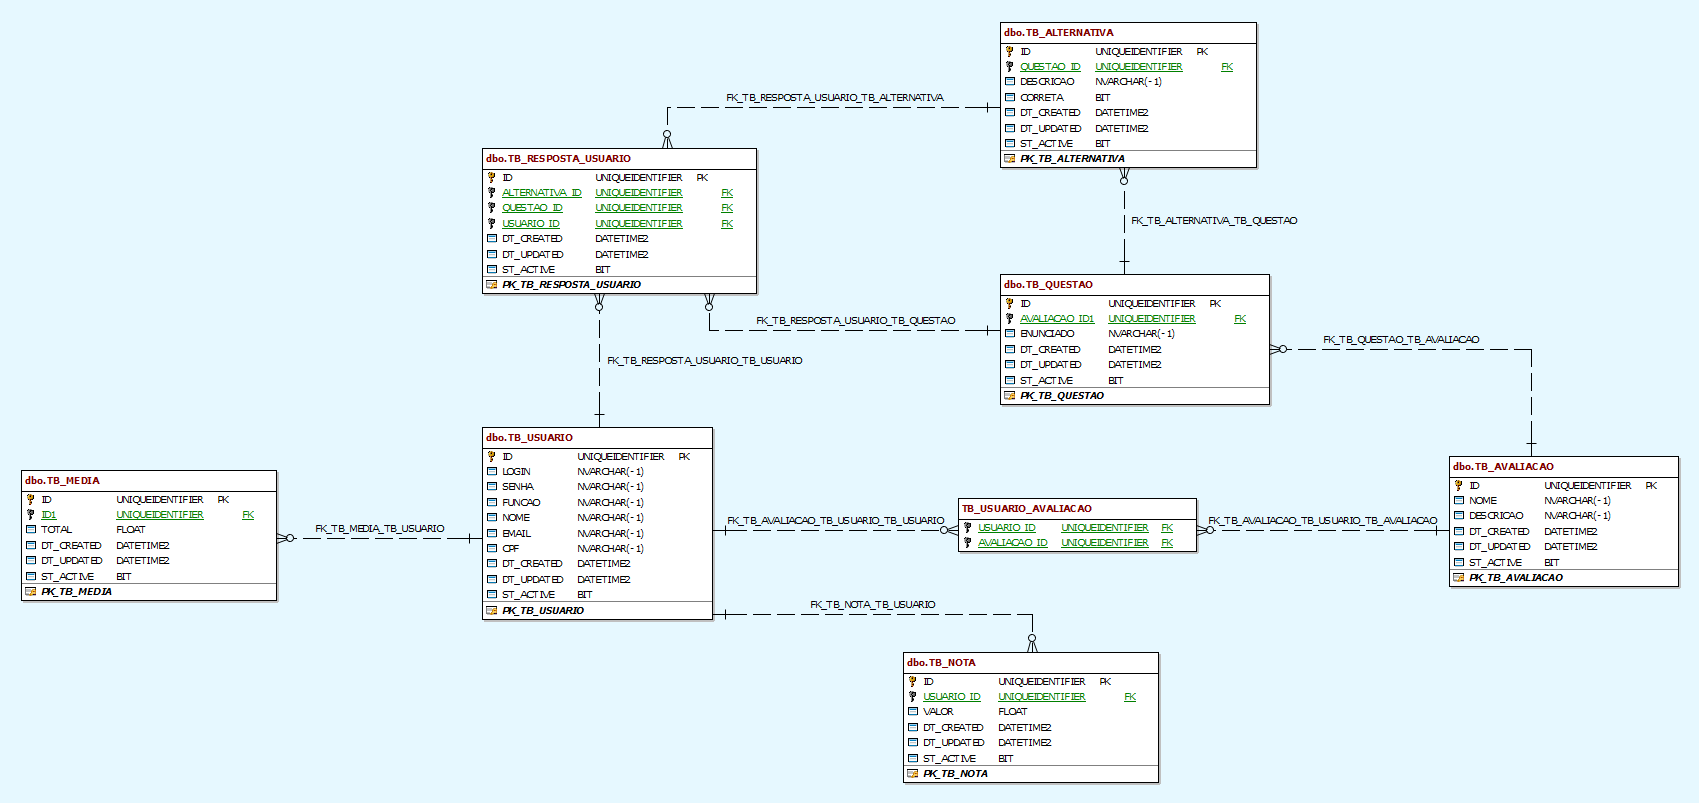 dbo.TB_ALTERNATIVA
ID UNIQUEIDENTIFIER PK
QUESTAO_ID UNIQUEIDENTIFIER FK
DESCRICAO NVARCHAR(-1)
CORRETA BIT
DT_CREATED DATETIME2
DT_UPDATED DATETIME2
ST_ACTIVE BIT
PK_TB_ALTERNATIVA
FK_TB_RESPOSTA_USUARIO_TB_ALTERNATIVA
dbo.TB_RESPOSTA_USUARIO
ID UNIQUEIDENTIFIER PK
ALTERNATIVA_ID UNIQUEIDENTIFIER FK
QUESTAO_ID UNIQUEIDENTIFIER FK
USUARIO_ID UNIQUEIDENTIFIER FK
DT_CREATED DATETIME2
DT_UPDATED DATETIME2
ST_ACTIVE BIT
PK_TB_RESPOSTA_USUARIO
FK_TB_ALTERNATIVA_TB_QUESTAO
dbo.TB_QUESTAO
ID UNIQUEIDENTIFIER PK
AVALIACAO_ID1 UNIQUEIDENTIFIER FK
ENUNCIADO NVARCHAR(-1)
DT_CREATED DATETIME2
DT_UPDATED DATETIME2
ST_ACTIVE BIT
PK_TB_QUESTAO
FK_TB_RESPOSTA_USUARIO_TB_QUESTAO
FK_TB_QUESTAO_TB_AVALIACAO
FK_TB_RESPOSTA_USUARIO_TB_USUARIO
dbo.TB_USUARIO
ID UNIQUEIDENTIFIER PK
LOGIN NVARCHAR(-1)
SENHA NVARCHAR(-1)
FUNCAO NVARCHAR(-1)
NOME NVARCHAR(-1)
EMAIL NVARCHAR(-1)
CPF NVARCHAR(-1)
DT_CREATED DATETIME2
DT_UPDATED DATETIME2
ST_ACTIVE BIT
PK_TB_USUARIO
dbo.TB_MEDIA
ID UNIQUEIDENTIFIER PK
ID1 UNIQUEIDENTIFIER FK
TOTAL FLOAT
DT_CREATED DATETIME2
DT_UPDATED DATETIME2
ST_ACTIVE BIT
PK_TB_MEDIA
FK_TB_MEDIA_TB_USUARIO
FK_TB_AVALIACAO_TB_USUARIO_TB_USUARIO
TB_USUARIO_AVALIACAO
USUARIO_ID UNIQUEIDENTIFIER FK
AVALIACAO_ID UNIQUEIDENTIFIER FK
FK_TB_AVALIACAO_TB_USUARIO_TB_AVALIACAO
dbo.TB_AVALIACAO
ID UNIQUEIDENTIFIER PK
NOME NVARCHAR(-1)
DESCRICAO NVARCHAR(-1)
DT_CREATED DATETIME2
DT_UPDATED DATETIME2
ST_ACTIVE BIT
PK_TB_AVALIACAO
FK_TB_NOTA_TB_USUARIO
dbo.TB_NOTA
ID UNIQUEIDENTIFIER PK
USUARIO_ID UNIQUEIDENTIFIER FK
VALOR FLOAT
DT_CREATED DATETIME2
DT_UPDATED DATETIME2
ST_ACTIVE BIT
PK_TB_NOTA